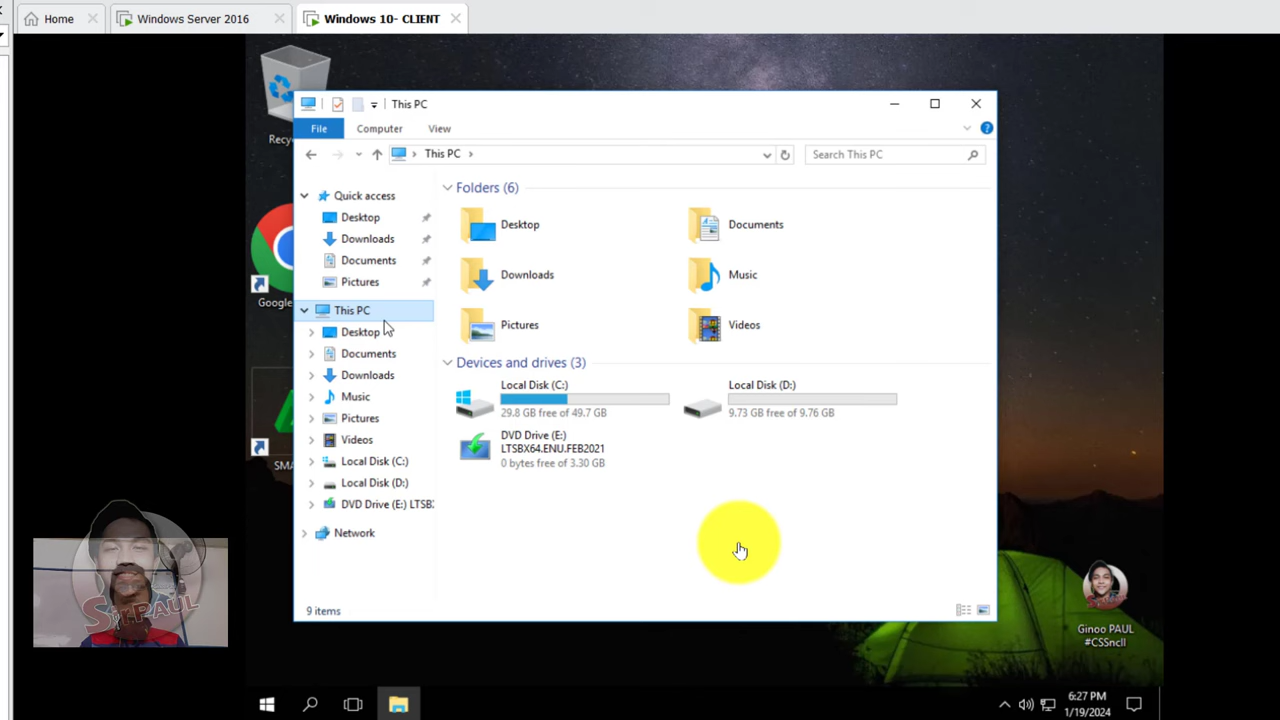 Home
Windows Server 2016
Windows 10- CLIENT
This PC
File
Computer
View
This PC
Search This PC
Quick access
Desktop
Downloads
Documents
Pictures
This PC
Desktop
Documents
Downloads
Music
Pictures
Videos
Local Disk (C:)
Local Disk (D:)
DVD Drive (E:) LTSB
Network
Folders (6)
Desktop
Documents
Downloads
Music
Pictures
Videos
Devices and drives (3)
Local Disk (C:)
29.8 GB free of 49.7 GB
Local Disk (D:)
9.73 GB free of 9.76 GB
DVD Drive (E:)
LTSBX64.ENU.FEB2021
0 bytes free of 3.30 GB
9 items
Recy
Google
SMA
SirPAUL
Ginoo PAUL
#CSSncII
6:27 PM
1/19/2024